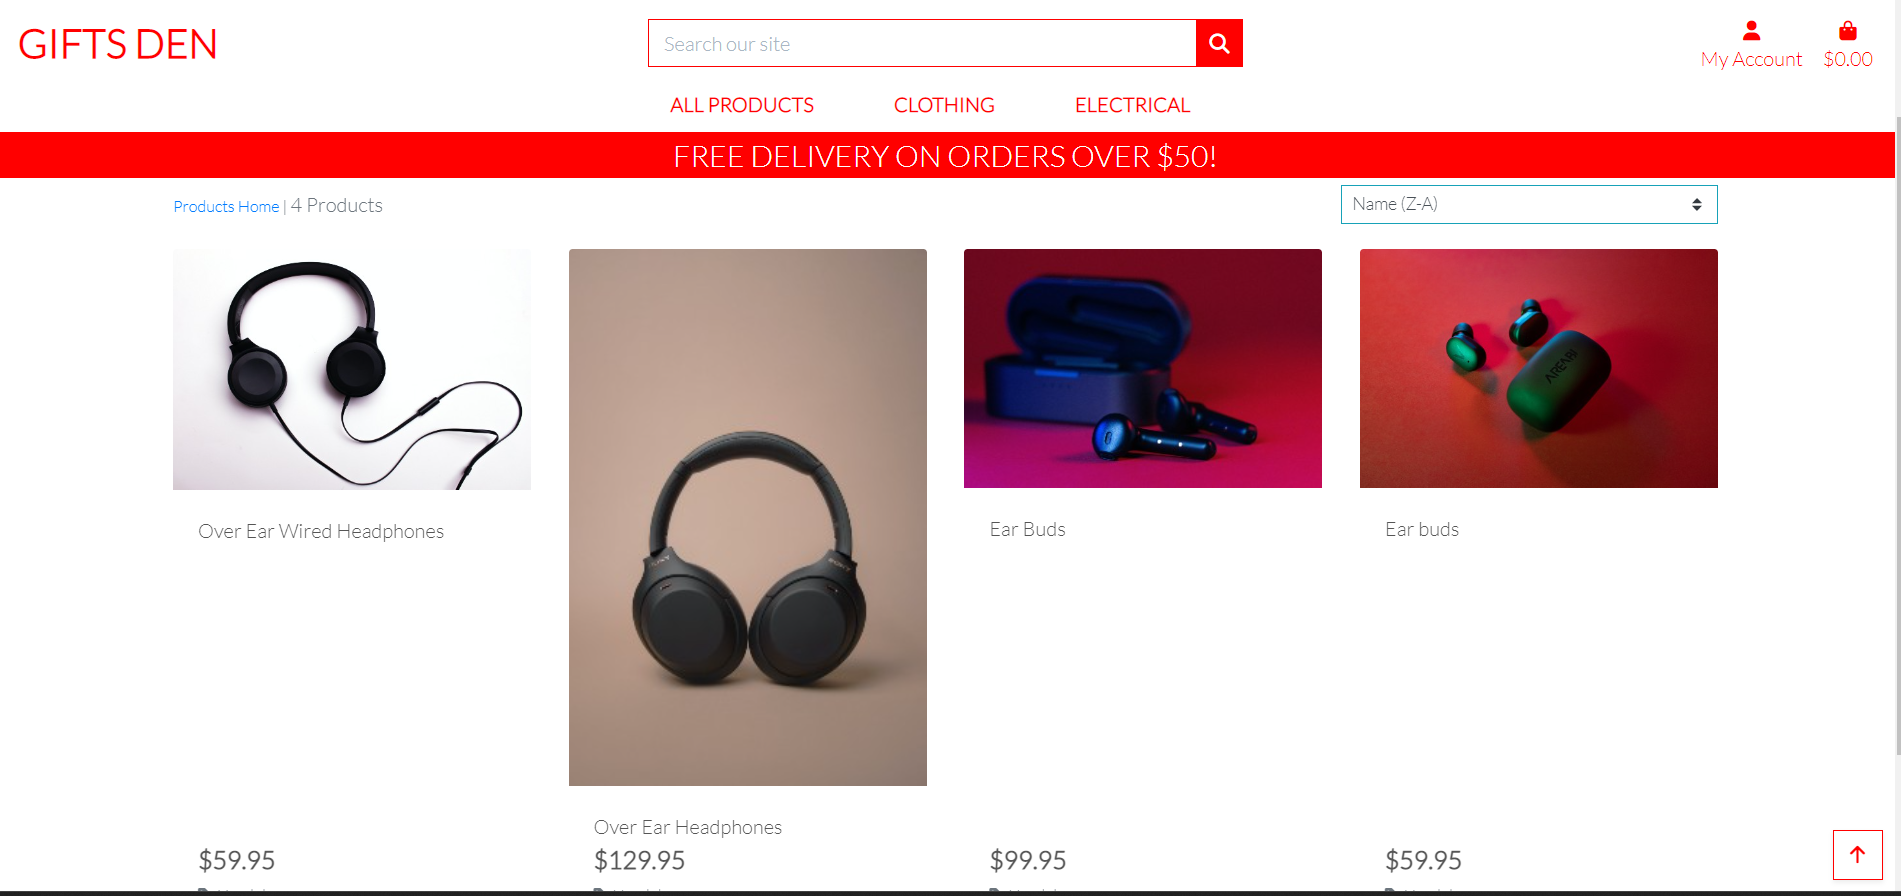 GIFTS DEN
Search our site
My Account
$0.00
ALL PRODUCTS
CLOTHING
ELECTRICAL
FREE DELIVERY ON ORDERS OVER $50!
Products Home | 4 Products
Name (Z-A)
AREABI
SONY
Over Ear Wired Headphones
Ear Buds
Ear buds
Over Ear Headphones
$59.95
$129.95
$99.95
$59.95